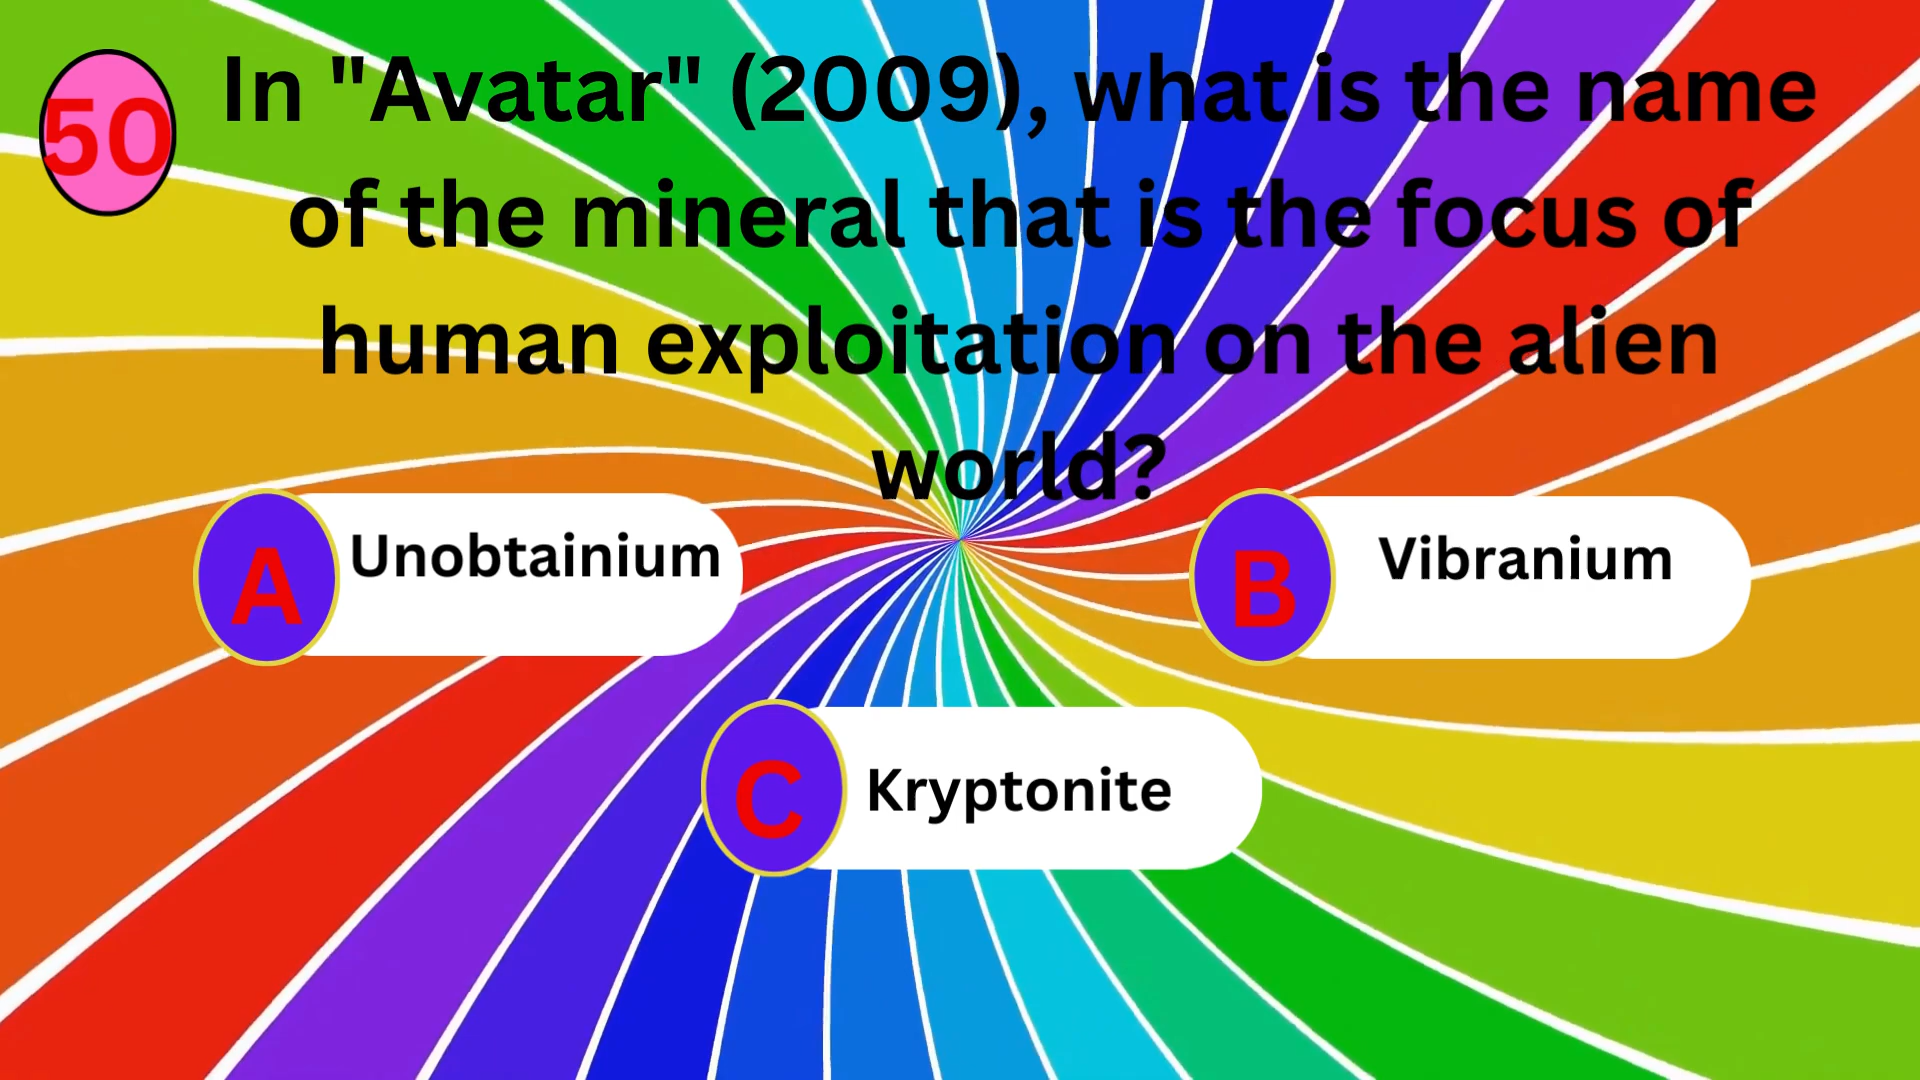 50
In "Avatar" (2009), what is the name
of the mineral that is the focus of
human exploitation on the alien
world?
A Unobtainium
B Vibranium
C Kryptonite